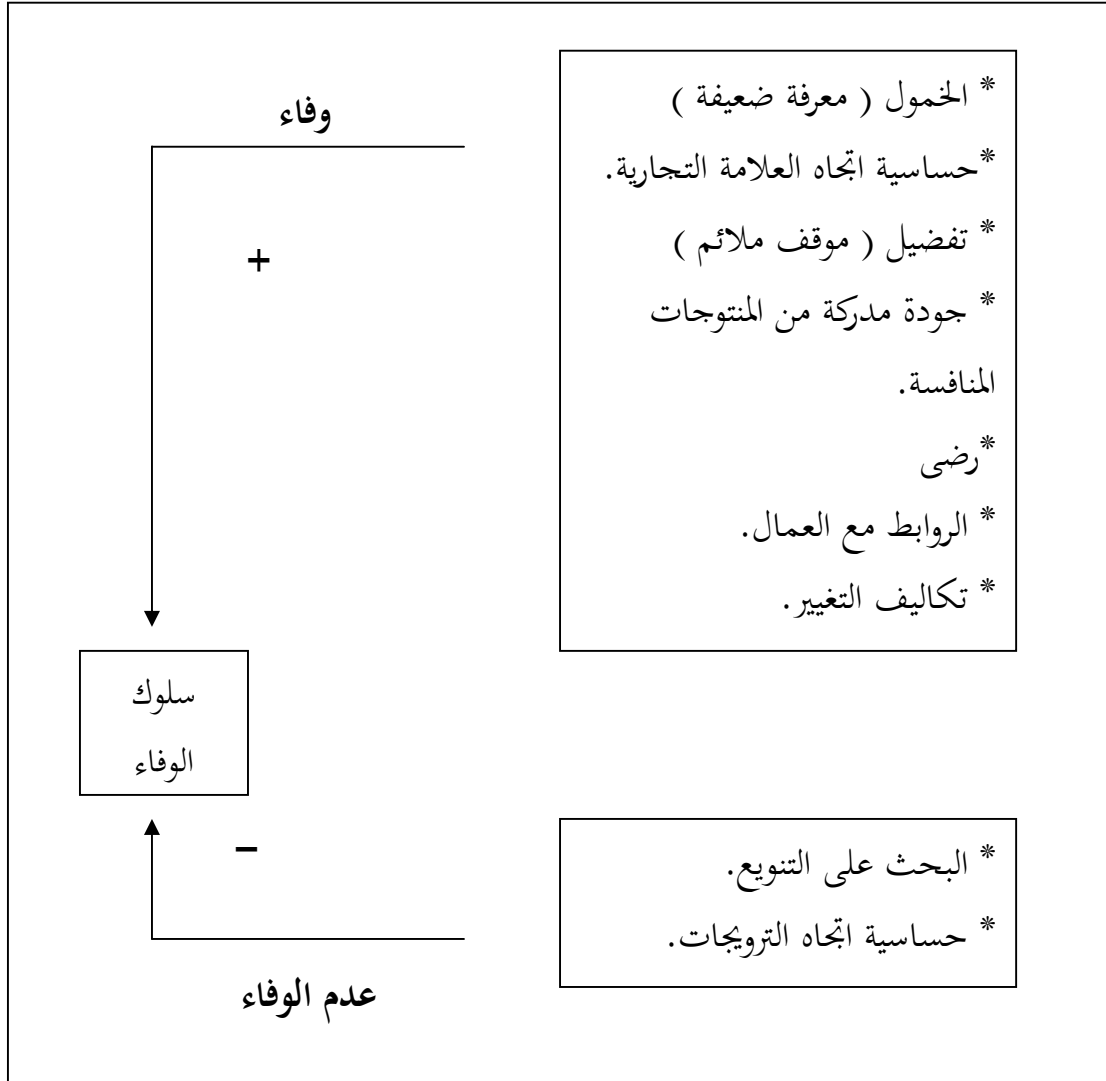 وفاء
* الخمول ( معرفة ضعيفة )
*حساسية اتجاه العلامة التجارية.
* تفضيل ( موقف ملائم )
* جودة مدركة من المنتوجات
المنافسة.
*رضى
* الروابط مع العمال.
* تكاليف التغيير.
+
سلوك
الوفاء
* البحث على التنويع.
* حساسية اتجاه الترويجات.
−
عدم الوفاء